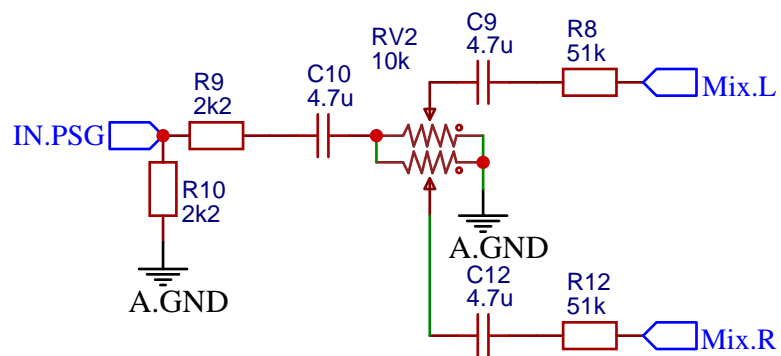 C9
4.7u
R8
51k
RV2
10k
C10
4.7u
R9
2k2
Mix.L
IN.PSG
R10
2k2
A.GND
A.GND
C12
4.7u
R12
51k
Mix.R